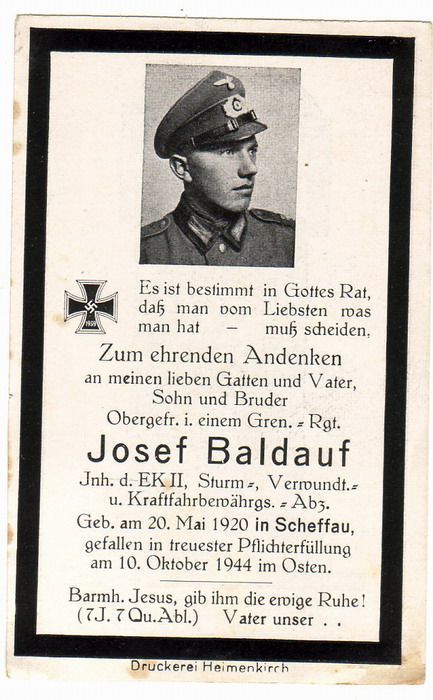 Es ist bestimmt in Gottes Rat,
daß man vom Liebsten was
man hat — muß scheiden.
1939
Zum ehrenden Andenken
an meinen lieben Gatten und Vater,
Sohn und Bruder
Obergefr. i. einem Gren.-Rgt.
Josef Baldauf
Jnh. d. EK II, Sturm-, Verwundt.-
u. Kraftfahrbewährgs.-Abz.
Geb. am 20. Mai 1920 in Scheffau,
gefallen in treuester Pflichterfüllung
am 10. Oktober 1944 im Osten.
Barmh. Jesus, gib ihm die ewige Ruhe!
(7J. 7Qu.Abl.) Vater unser . .
Druckerei Heimenkirch